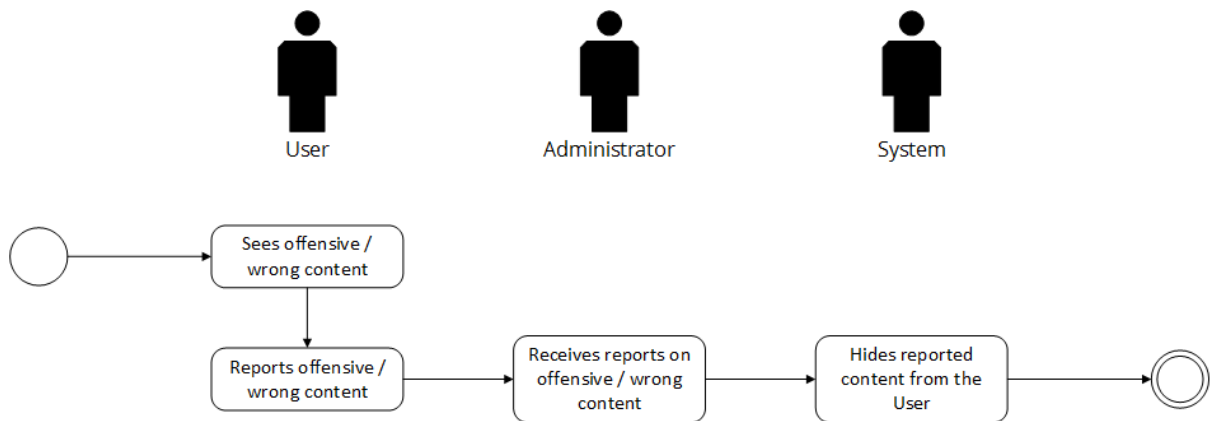 User
Administrator
System
Sees offensive /
wrong content
Reports offensive /
wrong content
Receives reports on
offensive / wrong
content
Hides reported
content from the
User